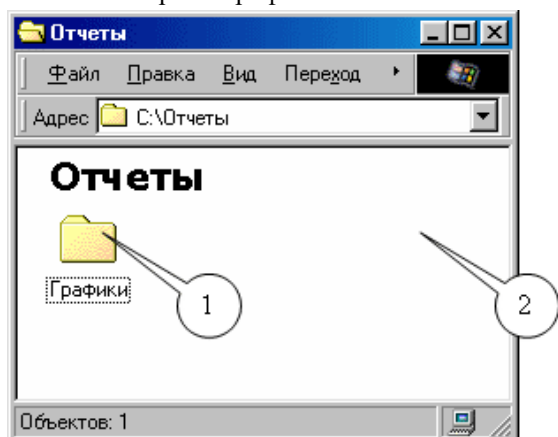 Отчеты
Файл Правка Вид Переход
Адрес C:\Отчеты
Отчеты
Графики
1
2
Объектов: 1